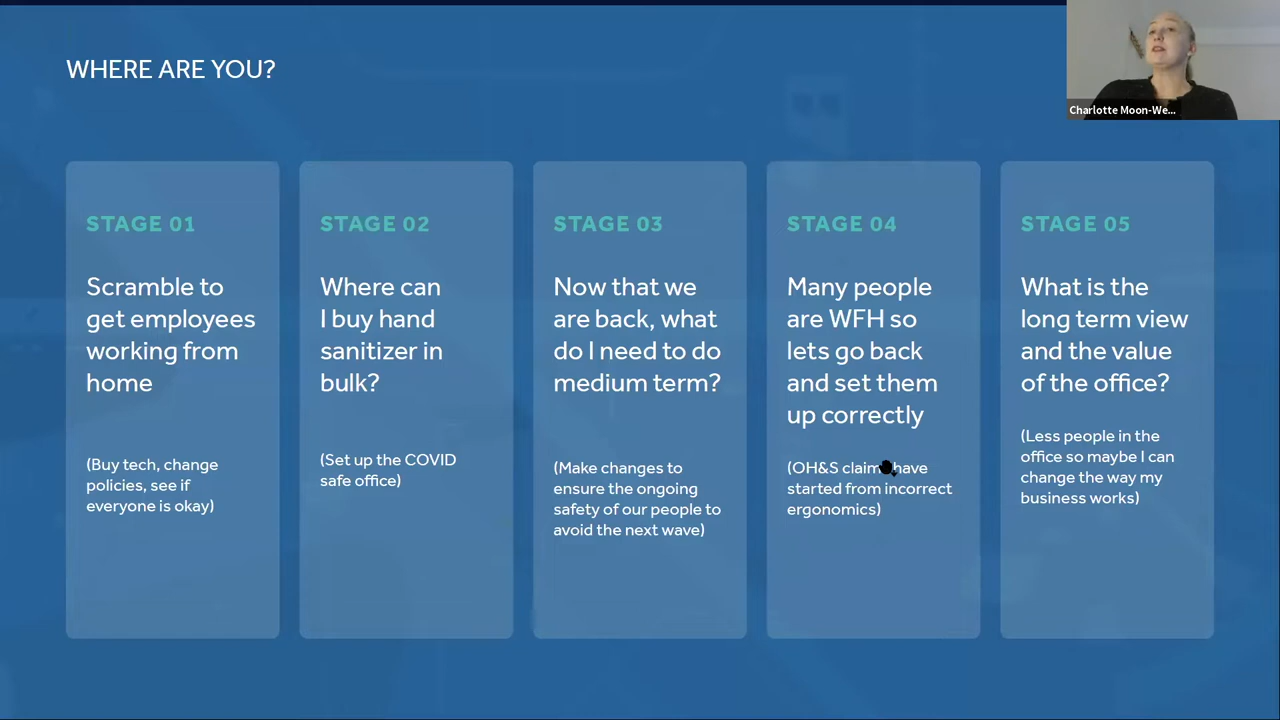 WHERE ARE YOU?
Charlotte Moon-We...
STAGE 01
Scramble to
get employees
working from
home
(Buy tech, change
policies, see if
everyone is okay)
STAGE 02
Where can
I buy hand
sanitizer in
bulk?
(Set up the COVID
safe office)
STAGE 03
Now that we
are back, what
do I need to do
medium term?
(Make changes to
ensure the ongoing
safety of our people to
avoid the next wave)
STAGE 04
Many people
are WFH so
lets go back
and set them
up correctly
(OH&S claims have
started from incorrect
ergonomics)
STAGE 05
What is the
long term view
and the value
of the office?
(Less people in the
office so maybe I can
change the way my
business works)